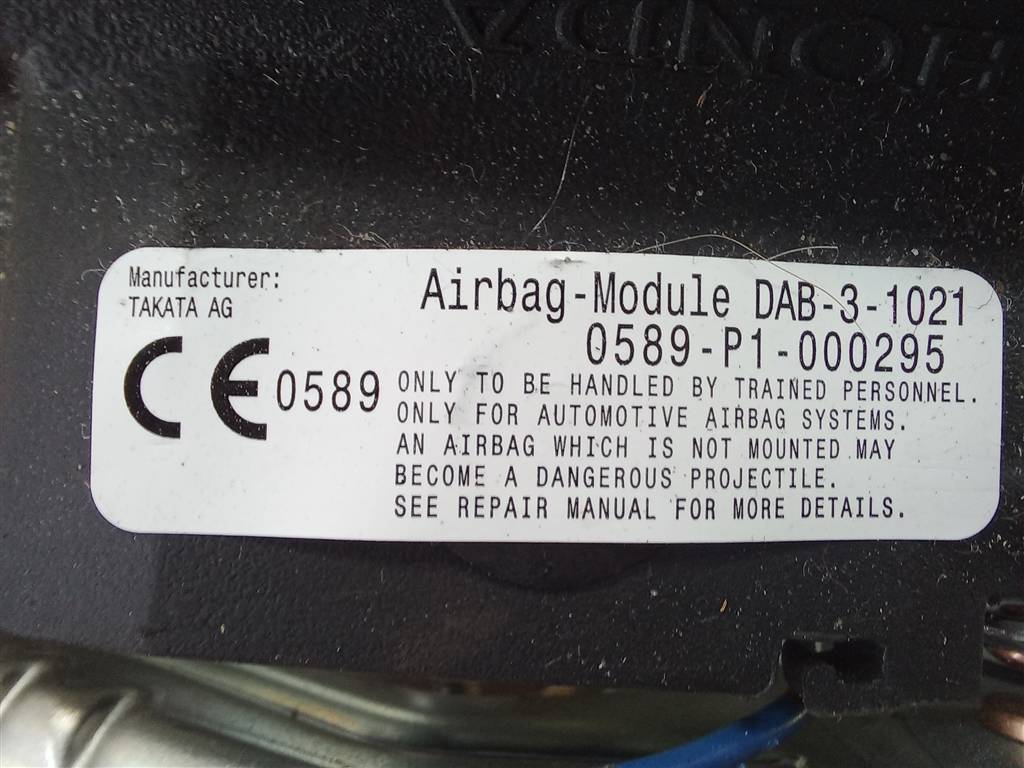 HONDA
Manufacturer:
TAKATA AG
Airbag-Module DAB-3-1021
0589-P1-000295
CE 0589
ONLY TO BE HANDLED BY TRAINED PERSONNEL.
ONLY FOR AUTOMOTIVE AIRBAG SYSTEMS.
AN AIRBAG WHICH IS NOT MOUNTED MAY
BECOME A DANGEROUS PROJECTILE.
SEE REPAIR MANUAL FOR MORE DETAILS.